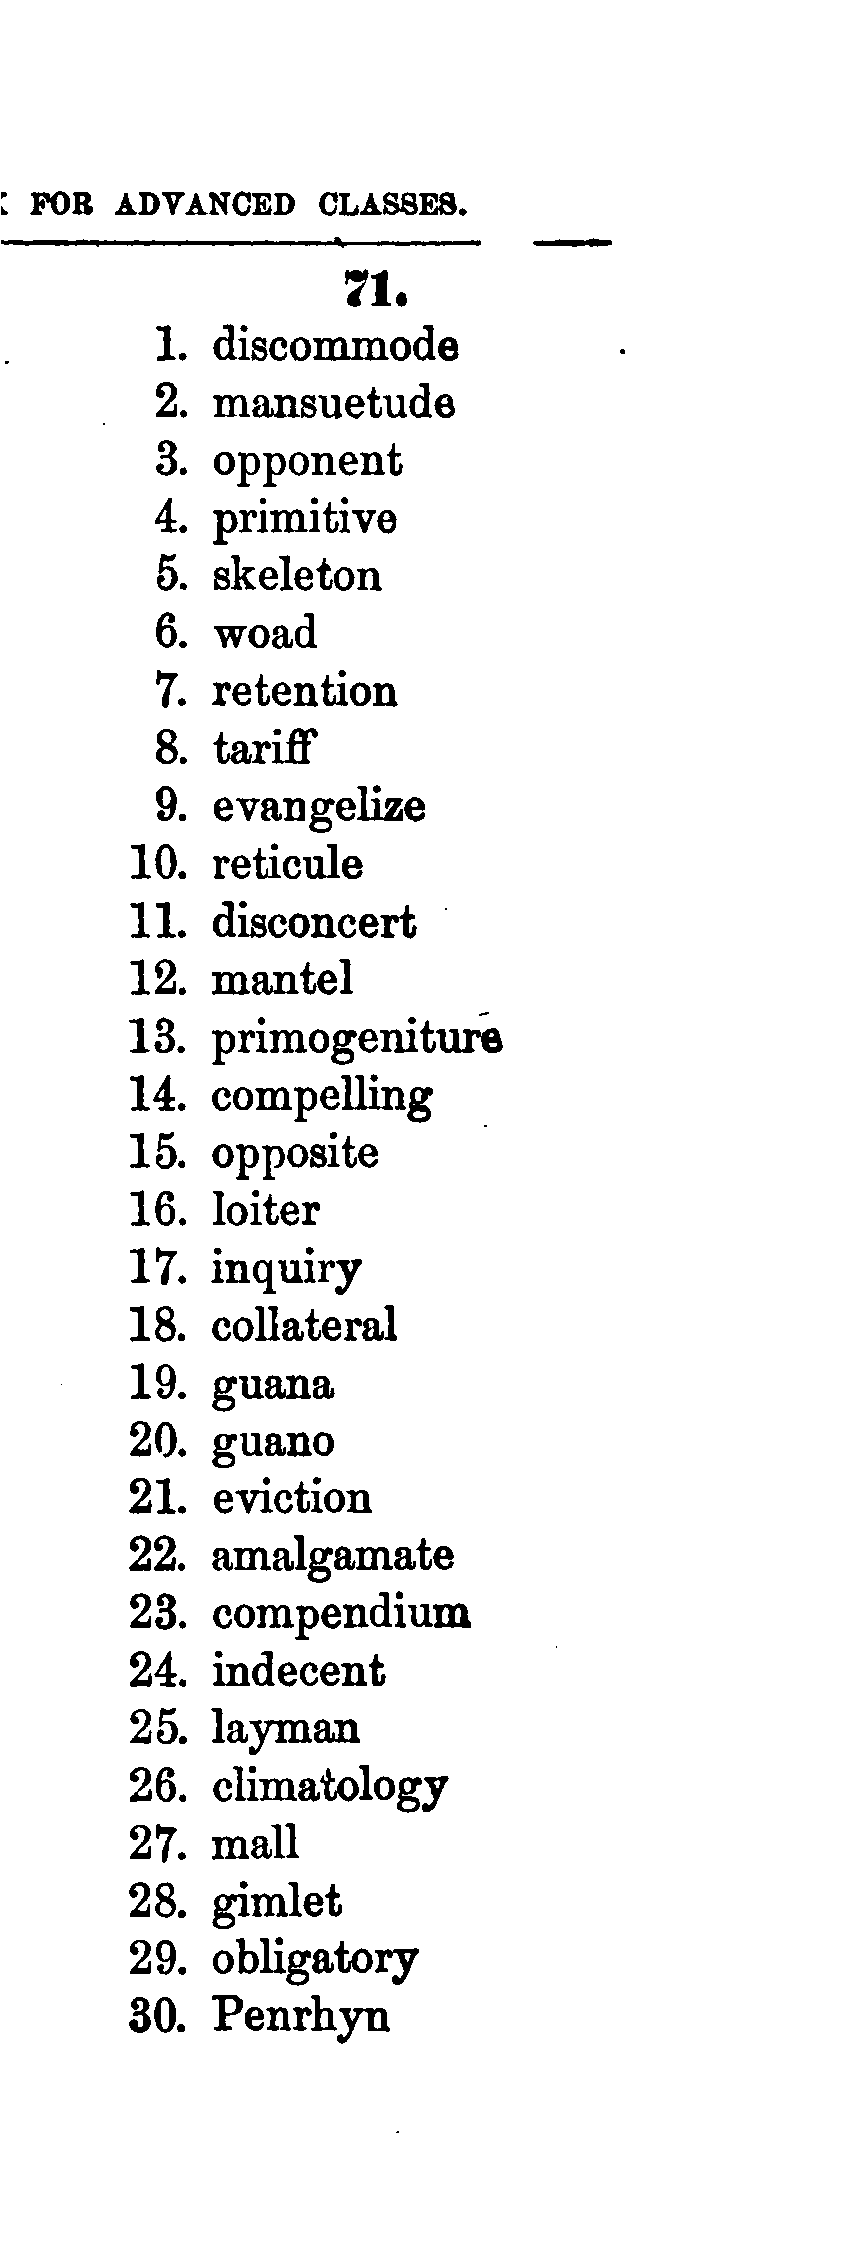 FOR ADVANCED CLASSES.
71.
1. discommode
2. mansuetude
3. opponent
4. primitive
5. skeleton
6. woad
7. retention
8. tariff
9. evangelize
10. reticule
11. disconcert
12. mantel
13. primogeniture
14. compelling
15. opposite
16. loiter
17. inquiry
18. collateral
19. guana
20. guano
21. eviction
22. amalgamate
23. compendium
24. indecent
25. layman
26. climatology
27. mall
28. gimlet
29. obligatory
30. Penrhyn